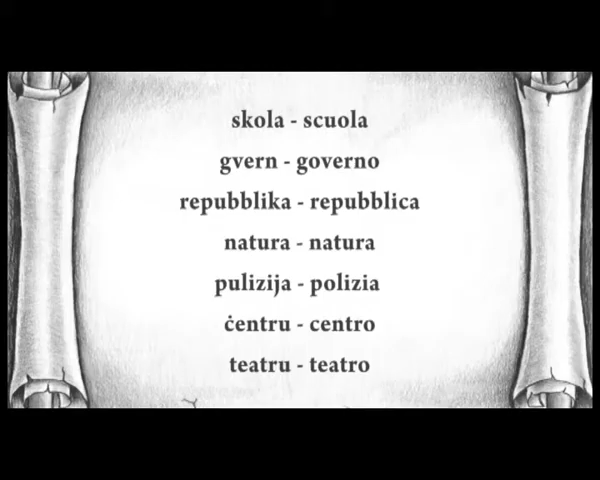 skola - scuola
gvern - governo
repubblika - repubblica
natura - natura
pulizija - polizia
ċentru - centro
teatru - teatro